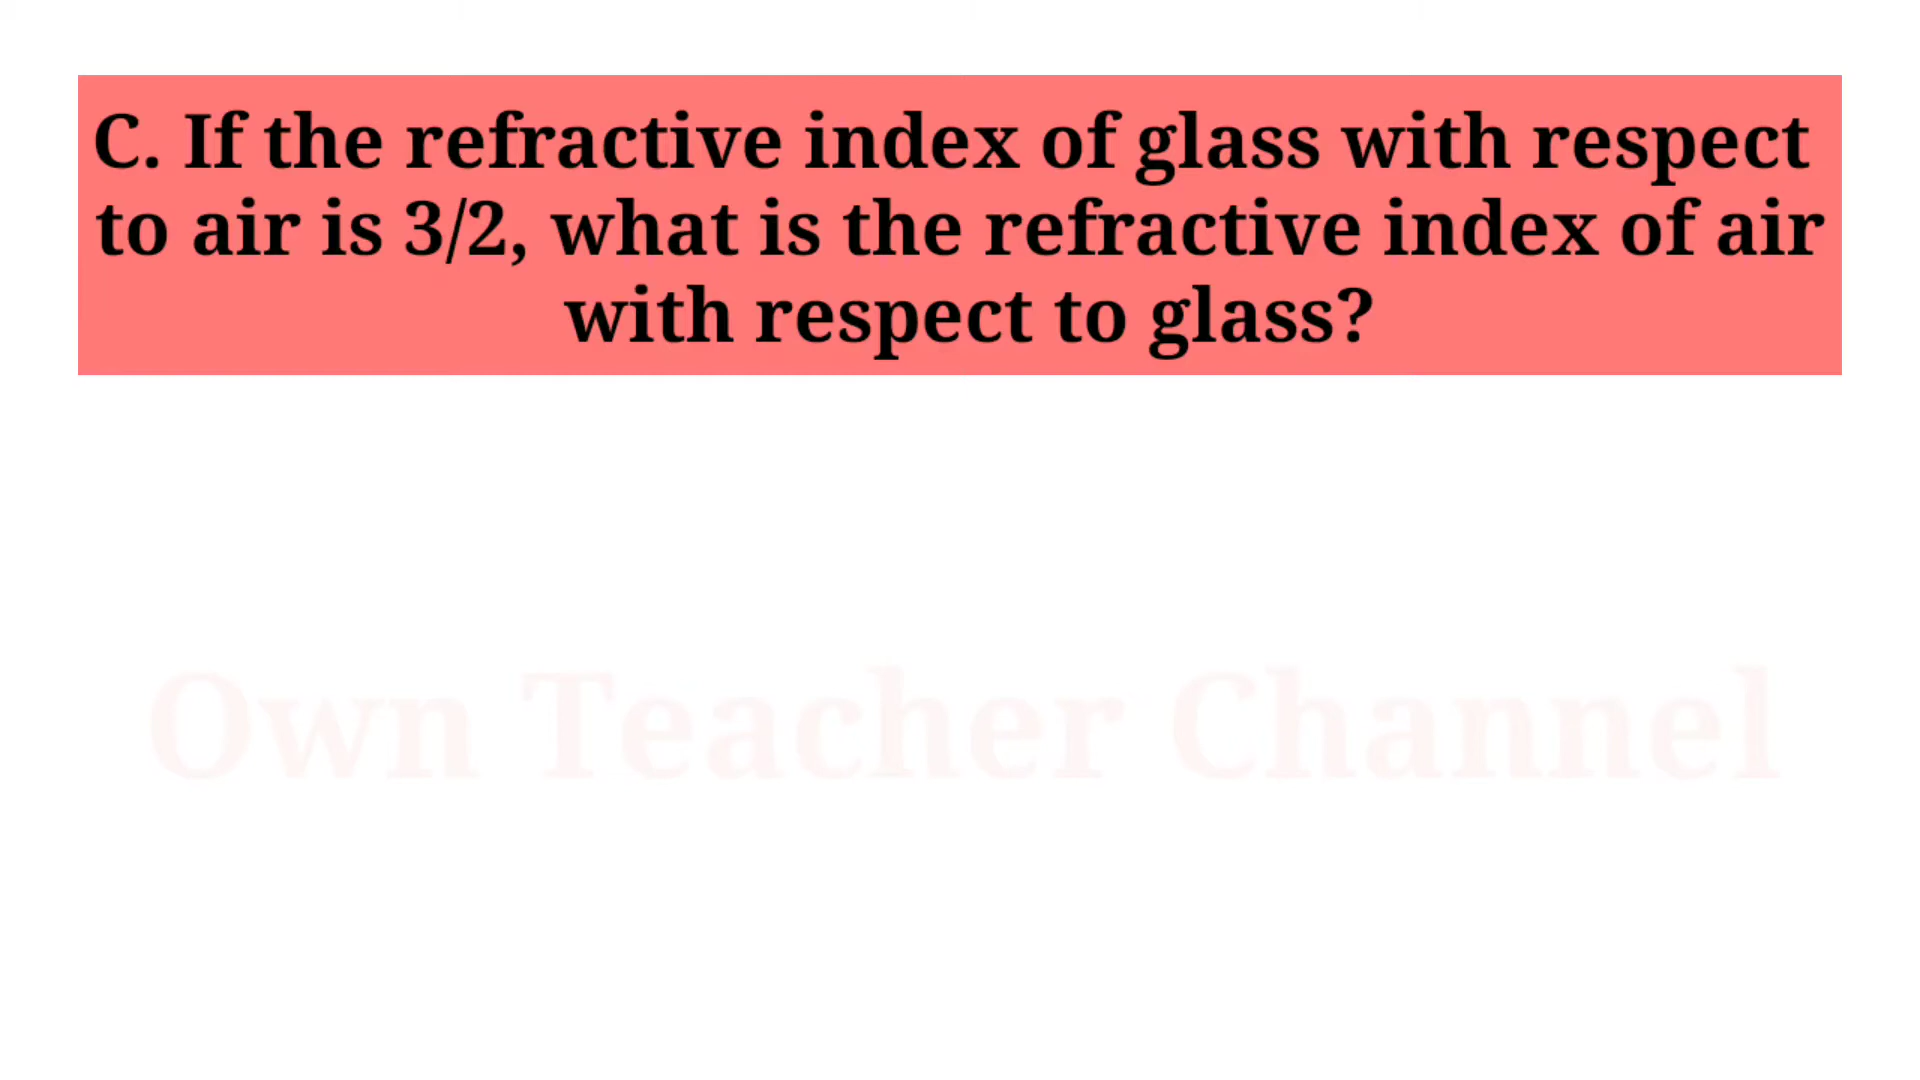 C. If the refractive index of glass with respect
to air is 3/2, what is the refractive index of air
with respect to glass?
Own Teacher Channel